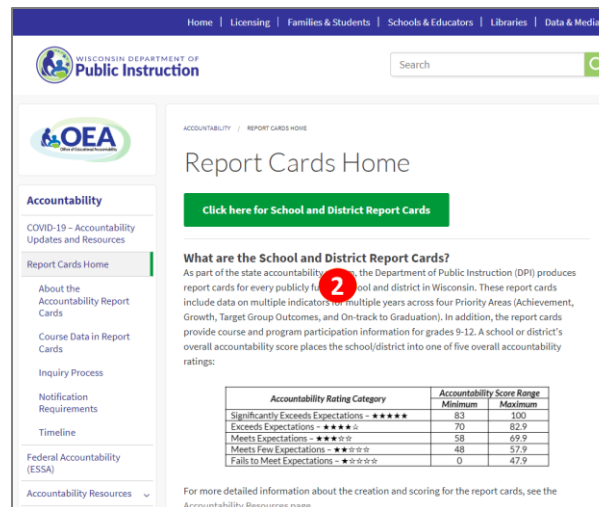 Home | Licensing | Families & Students | Schools & Educators | Libraries | Data & Media
WISCONSIN DEPARTMENT OF
Public Instruction
Search
OEA
Office of Educational Accountability
ACCOUNTABILITY / REPORT CARDS HOME
Report Cards Home
Click here for School and District Report Cards
Accountability
COVID-19 – Accountability
Updates and Resources
Report Cards Home
About the
Accountability Report
Cards
Course Data in Report
Cards
Inquiry Process
Notification
Requirements
Timeline
Federal Accountability
(ESSA)
Accountability Resources
What are the School and District Report Cards?
As part of the state accountability the Department of Public Instruction (DPI) produces
report cards for every publicly ool and district in Wisconsin. These report cards
include data on multiple indicators for multiple years across four Priority Areas (Achievement,
Growth, Target Group Outcomes, and On-track to Graduation). In addition, the report cards
provide course and program participation information for grades 9-12. A school or district's
overall accountability score places the school/district into one of five overall accountability
ratings:
2
Accountability Rating Category Accountability Score Range
Minimum Maximum
Significantly Exceeds Expectations – ★★★★★ 83 100
Exceeds Expectations – ★★★★☆ 70 82.9
Meets Expectations – ★★★☆☆ 58 69.9
Meets Few Expectations – ★★☆☆☆ 48 57.9
Fails to Meet Expectations – ★☆☆☆☆ 0 47.9
For more detailed information about the creation and scoring for the report cards, see the
Accountability Resources page